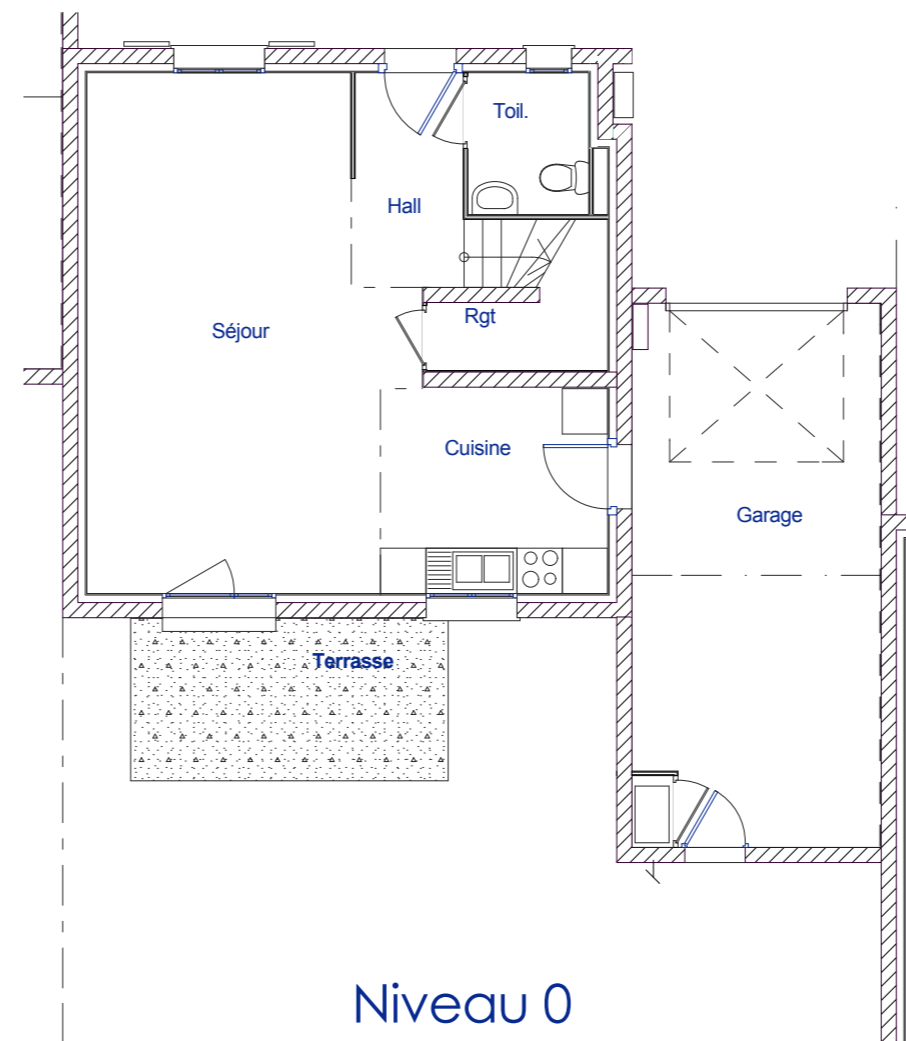 Toil.
Hall
Rgt
Séjour
Cuisine
Garage
Terrasse
Niveau 0